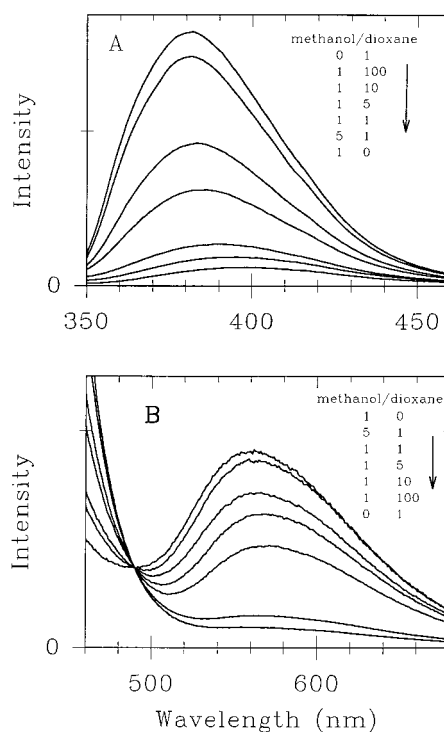 A
methanol/dioxane
0 1
1 100
1 10
1 5
1 1
5 1
1 0
Intensity
0
350 400 450
B
methanol/dioxane
1 0
5 1
1 1
1 5
1 10
1 100
0 1
Intensity
0
500 600
Wavelength (nm)